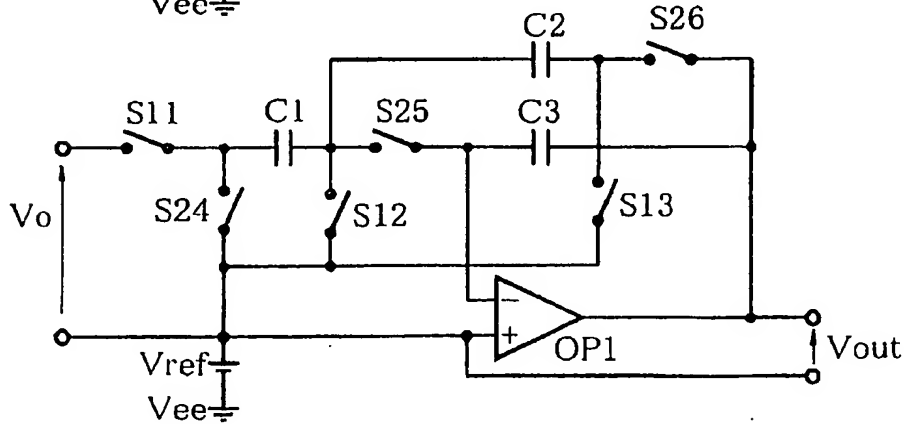 Vee
C2
S26
S11
C1
S25
C3
Vo
S24
S12
S13
Vref
OP1
Vout
Vee